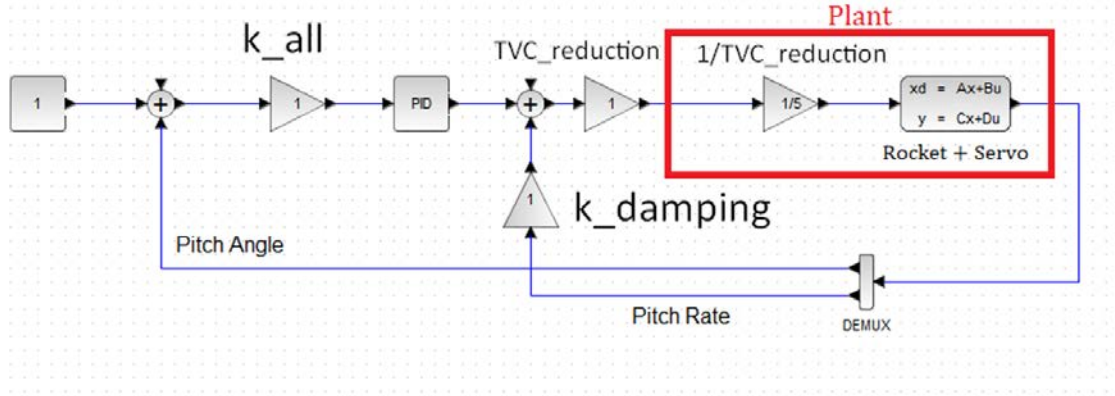 Plant
k_all
TVC_reduction
1/TVC_reduction
1
+
1
PID
+
1
1/5
xd = Ax+Bu
y = Cx+Du
Rocket + Servo
1
k_damping
Pitch Angle
Pitch Rate
DEMUX